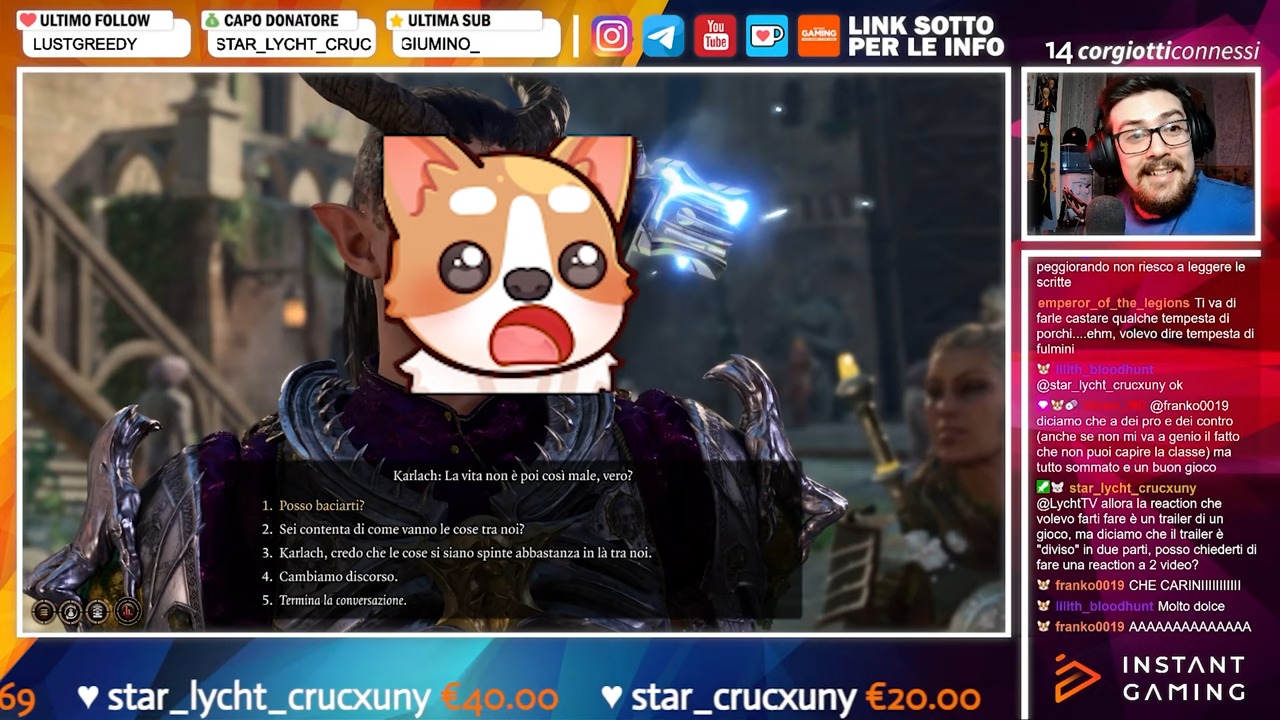 ULTIMO FOLLOW
LUSTGREEDY
CAPO DONATORE
STAR_LYCHT_CRUC
ULTIMA SUB
GIUMINO_
You
Tube
GAMING
LINK SOTTO
PER LE INFO
14 corgiotticonnessi
peggiorando non riesco a leggere le
scritte
emperor_of_the_legions Ti va di
farle castare qualche tempesta di
porchi....ehm, volevo dire tempesta di
fulmini
lilith_bloodhunt
@star_lycht_crucxuny ok
@franko0019
diciamo che a dei pro e dei contro
(anche se non mi va a genio il fatto
che non puoi capire la classe) ma
tutto sommato e un buon gioco
star_lycht_crucxuny
@LychtTV allora la reaction che
volevo farti fare è un trailer di un
gioco, ma diciamo che il trailer è
"diviso" in due parti, posso chiederti di
fare una reaction a 2 video?
franko0019 CHE CARINIIIIIIIIIII
lilith_bloodhunt Molto dolce
franko0019 AAAAAAAAAAAAAA
Karlach: La vita non è poi così male, vero?
1. Posso baciarti?
2. Sei contenta di come vanno le cose tra noi?
3. Karlach, credo che le cose si siano spinte abbastanza in là tra noi.
4. Cambiamo discorso.
5. Termina la conversazione.
INSTANT
GAMING
69 ♥ star_lycht_crucxuny €40.00 ♥ star_crucxuny €20.00